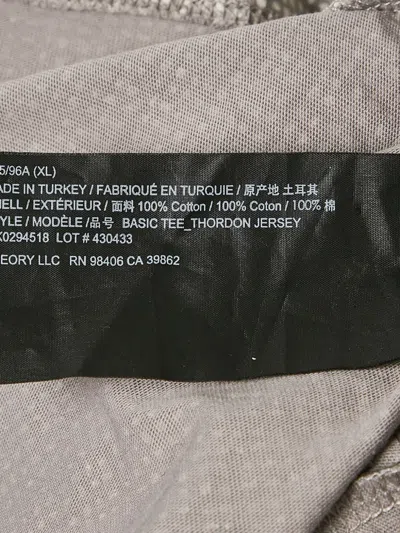 5/96A (XL)
ADE IN TURKEY / FABRIQUÉ EN TURQUIE / 原产地 土耳其
HELL / EXTÉRIEUR / 面料 100% Cotton / 100% Coton / 100% 棉
TYLE / MODÈLE /品号 BASIC TEE_THORDON JERSEY
K0294518 LOT # 430433
EORY LLC RN 98406 CA 39862